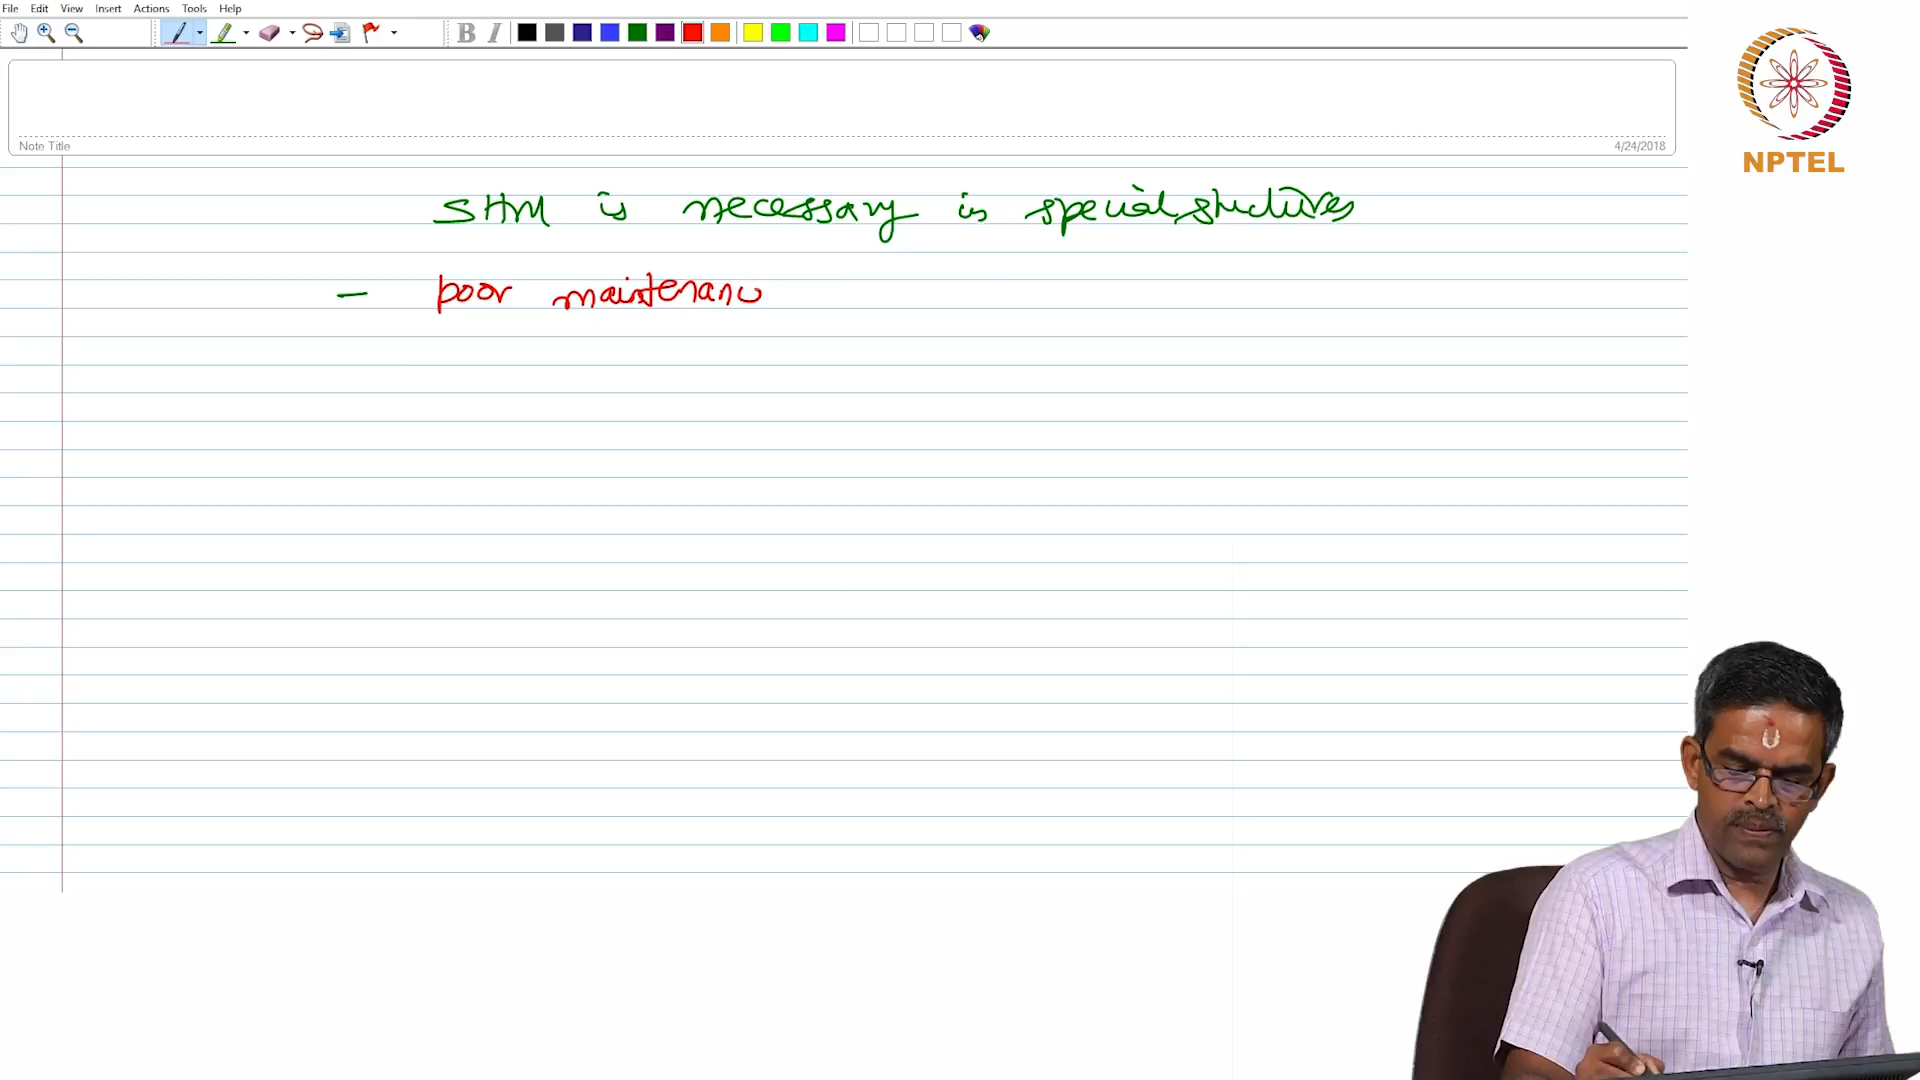 File Edit View Insert Actions Tools Help
B I
Note Title
4/24/2018
NPTEL
SHM is necessary in special structures
- poor maintenanc